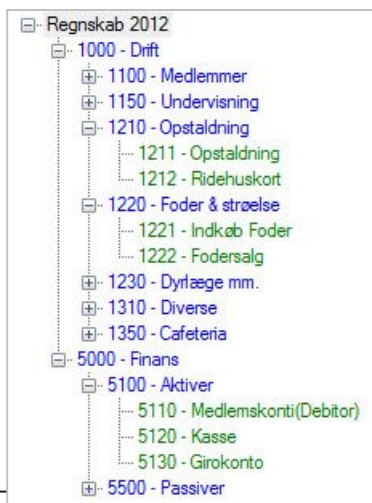 Regnskab 2012
1000 - Drift
1100 - Medlemmer
1150 - Undervisning
1210 - Opstaldning
1211 - Opstaldning
1212 - Ridehuskort
1220 - Foder & strøelse
1221 - Indkøb Foder
1222 - Fodersalg
1230 - Dyrlæge mm.
1310 - Diverse
1350 - Cafeteria
5000 - Finans
5100 - Aktiver
5110 - Medlemskonti(Debitor)
5120 - Kasse
5130 - Girokonto
5500 - Passiver